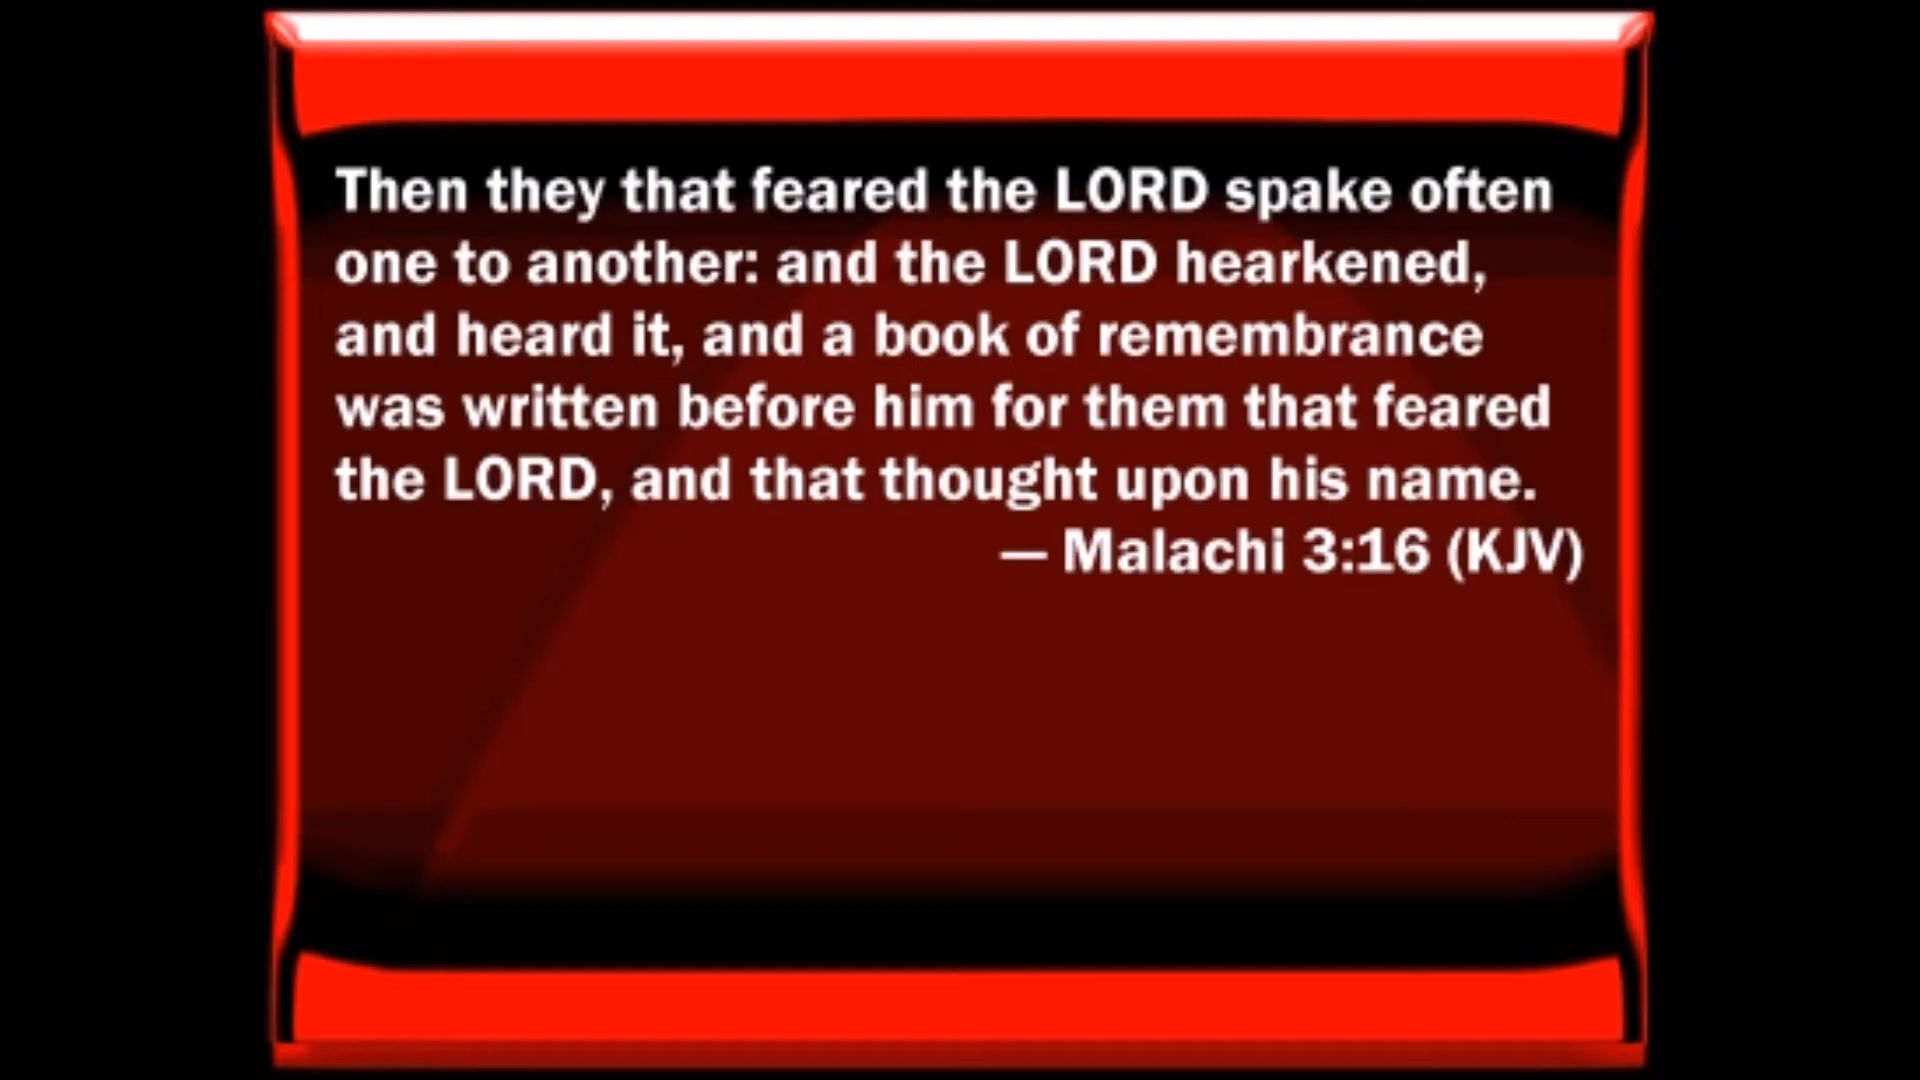 Then they that feared the LORD spake often
one to another: and the LORD hearkened,
and heard it, and a book of remembrance
was written before him for them that feared
the LORD, and that thought upon his name.
— Malachi 3:16 (KJV)